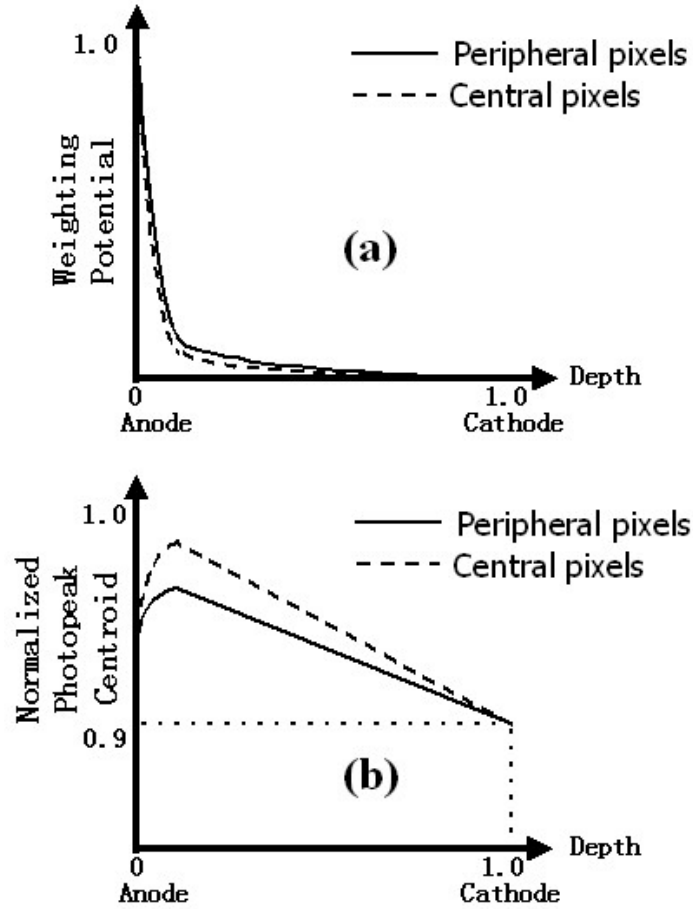 1.0
Peripheral pixels
Central pixels
Weighting
Potential
(a)
0
1.0
Depth
Anode
Cathode
1.0
Peripheral pixels
Central pixels
Normalized
Photopeak
Centroid
0.9
(b)
0
1.0
Depth
Anode
Cathode